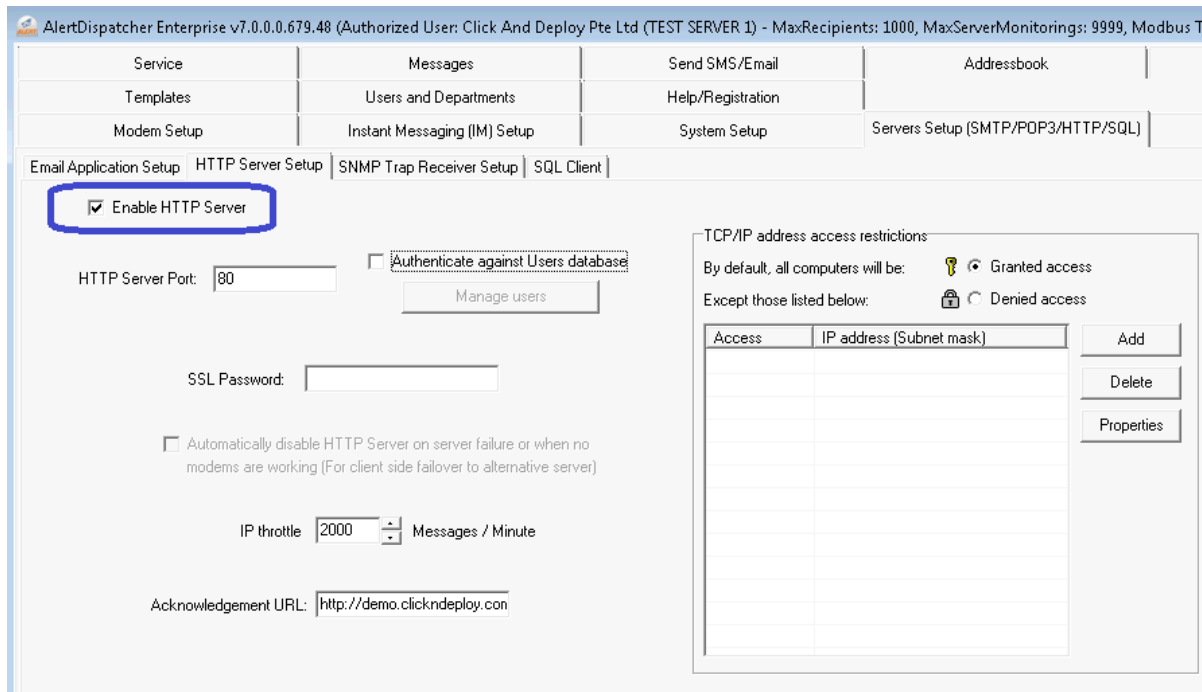 AlertDispatcher Enterprise v7.0.0.0.679.48 (Authorized User: Click And Deploy Pte Ltd (TEST SERVER 1) - MaxRecipients: 1000, MaxServerMonitorings: 9999, Modbus T
Service Messages Send SMS/Email Addressbook
Templates Users and Departments Help/Registration
Modem Setup Instant Messaging (IM) Setup System Setup Servers Setup (SMTP/POP3/HTTP/SQL)
Email Application Setup HTTP Server Setup SNMP Trap Receiver Setup SQL Client
Enable HTTP Server
HTTP Server Port: 80
Authenticate against Users database
Manage users
SSL Password:
Automatically disable HTTP Server on server failure or when no
modems are working (For client side failover to alternative server)
IP throttle 2000 Messages / Minute
Acknowledgement URL: http://demo.clickndeploy.con
TCP/IP address access restrictions
By default, all computers will be: Granted access
Except those listed below: Denied access
Access IP address (Subnet mask)
Add
Delete
Properties